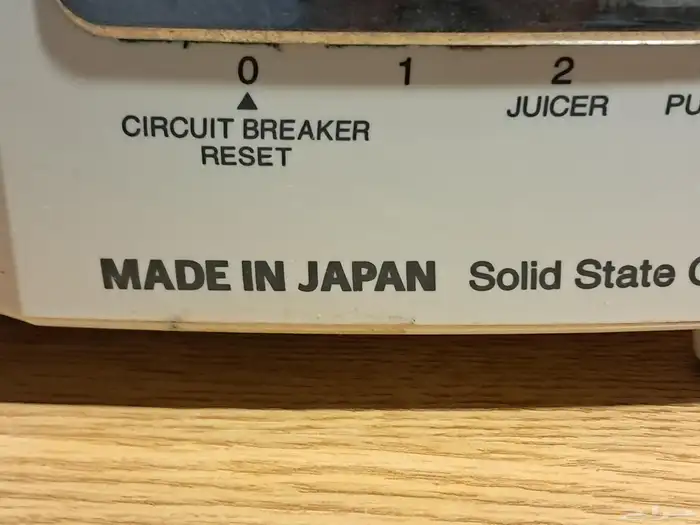 0 1 2
JUICER
CIRCUIT BREAKER
RESET
MADE IN JAPAN Solid State